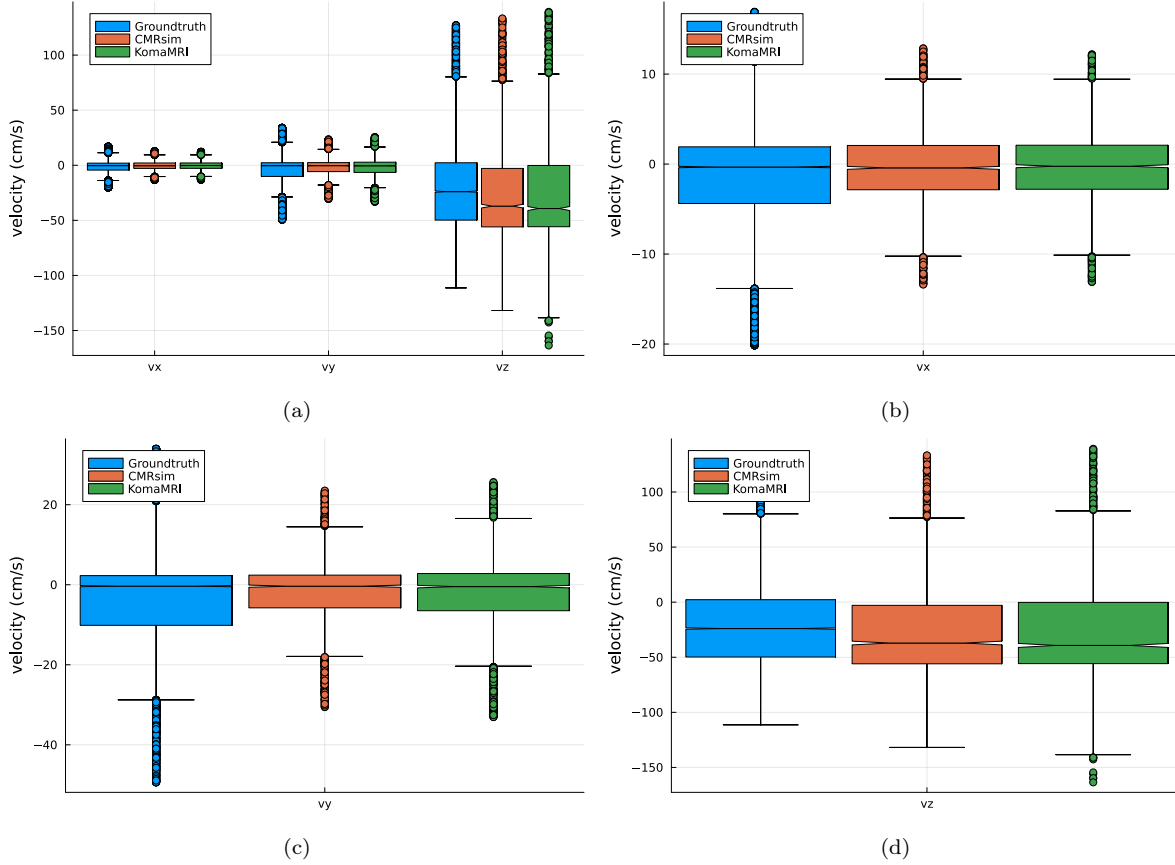 velocity (cm/s)
100
50
0
−50
−100
−150
Groundtruth
CMRsim
KomaMRI
vx
vy
vz
(a)
velocity (cm/s)
10
0
−10
−20
Groundtruth
CMRsim
KomaMRI
vx
(b)
velocity (cm/s)
20
0
−20
−40
Groundtruth
CMRsim
KomaMRI
vy
(c)
velocity (cm/s)
100
50
0
−50
−100
−150
Groundtruth
CMRsim
KomaMRI
vz
(d)